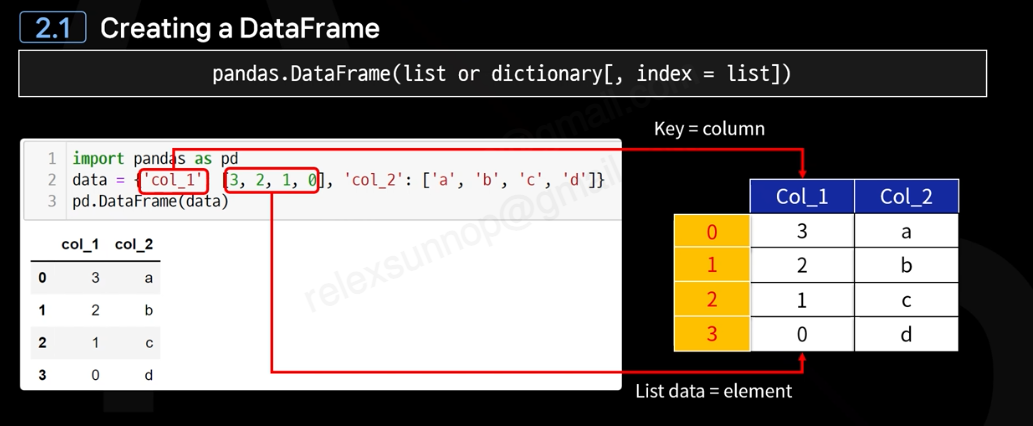 2.1 Creating a DataFrame
pandas.DataFrame(list or dictionary[, index = list])
Key = column
1 import pandas as pd
2 data = {'col_1' [3, 2, 1, 0], 'col_2': ['a', 'b', 'c', 'd']}
3 pd.DataFrame(data)
col_1 col_2
0 3 a
1 2 b
2 1 c
3 0 d
Col_1 Col_2
0 3 a
1 2 b
2 1 c
3 0 d
List data = element
relexsunnop@gmail.com